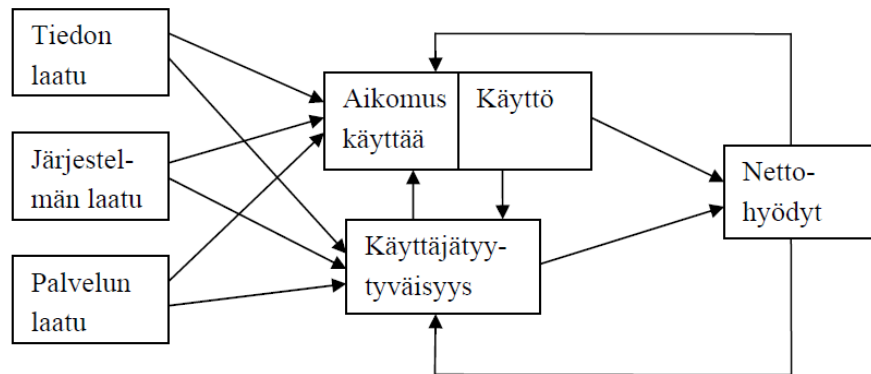 Tiedon
laatu
Järjestel-
män laatu
Palvelun
laatu
Aikomus
käyttää
Käyttö
Käyttäjätyy-
tyväisyys
Netto-
hyödyt